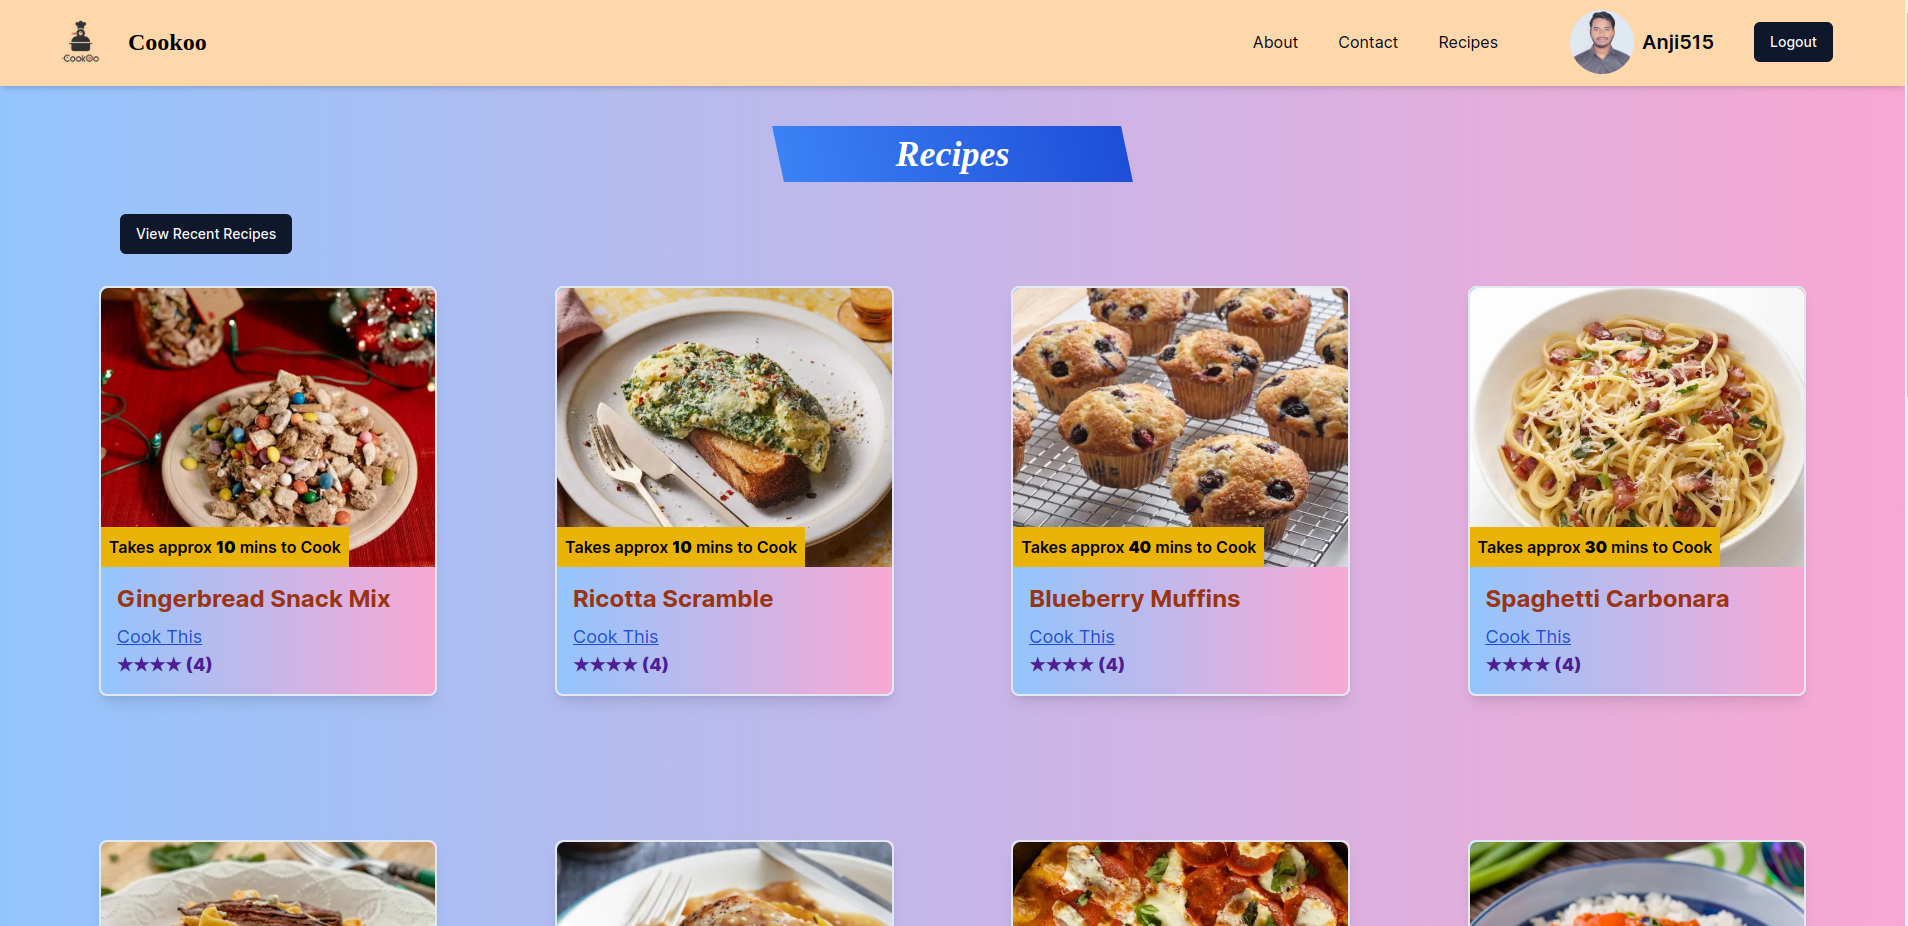 CookOo
Cookoo
About
Contact
Recipes
Anji515
Logout
Recipes
View Recent Recipes
Takes approx 10 mins to Cook
Gingerbread Snack Mix
Cook This
★★★★ (4)
Takes approx 10 mins to Cook
Ricotta Scramble
Cook This
★★★★ (4)
Takes approx 40 mins to Cook
Blueberry Muffins
Cook This
★★★★ (4)
Takes approx 30 mins to Cook
Spaghetti Carbonara
Cook This
★★★★ (4)